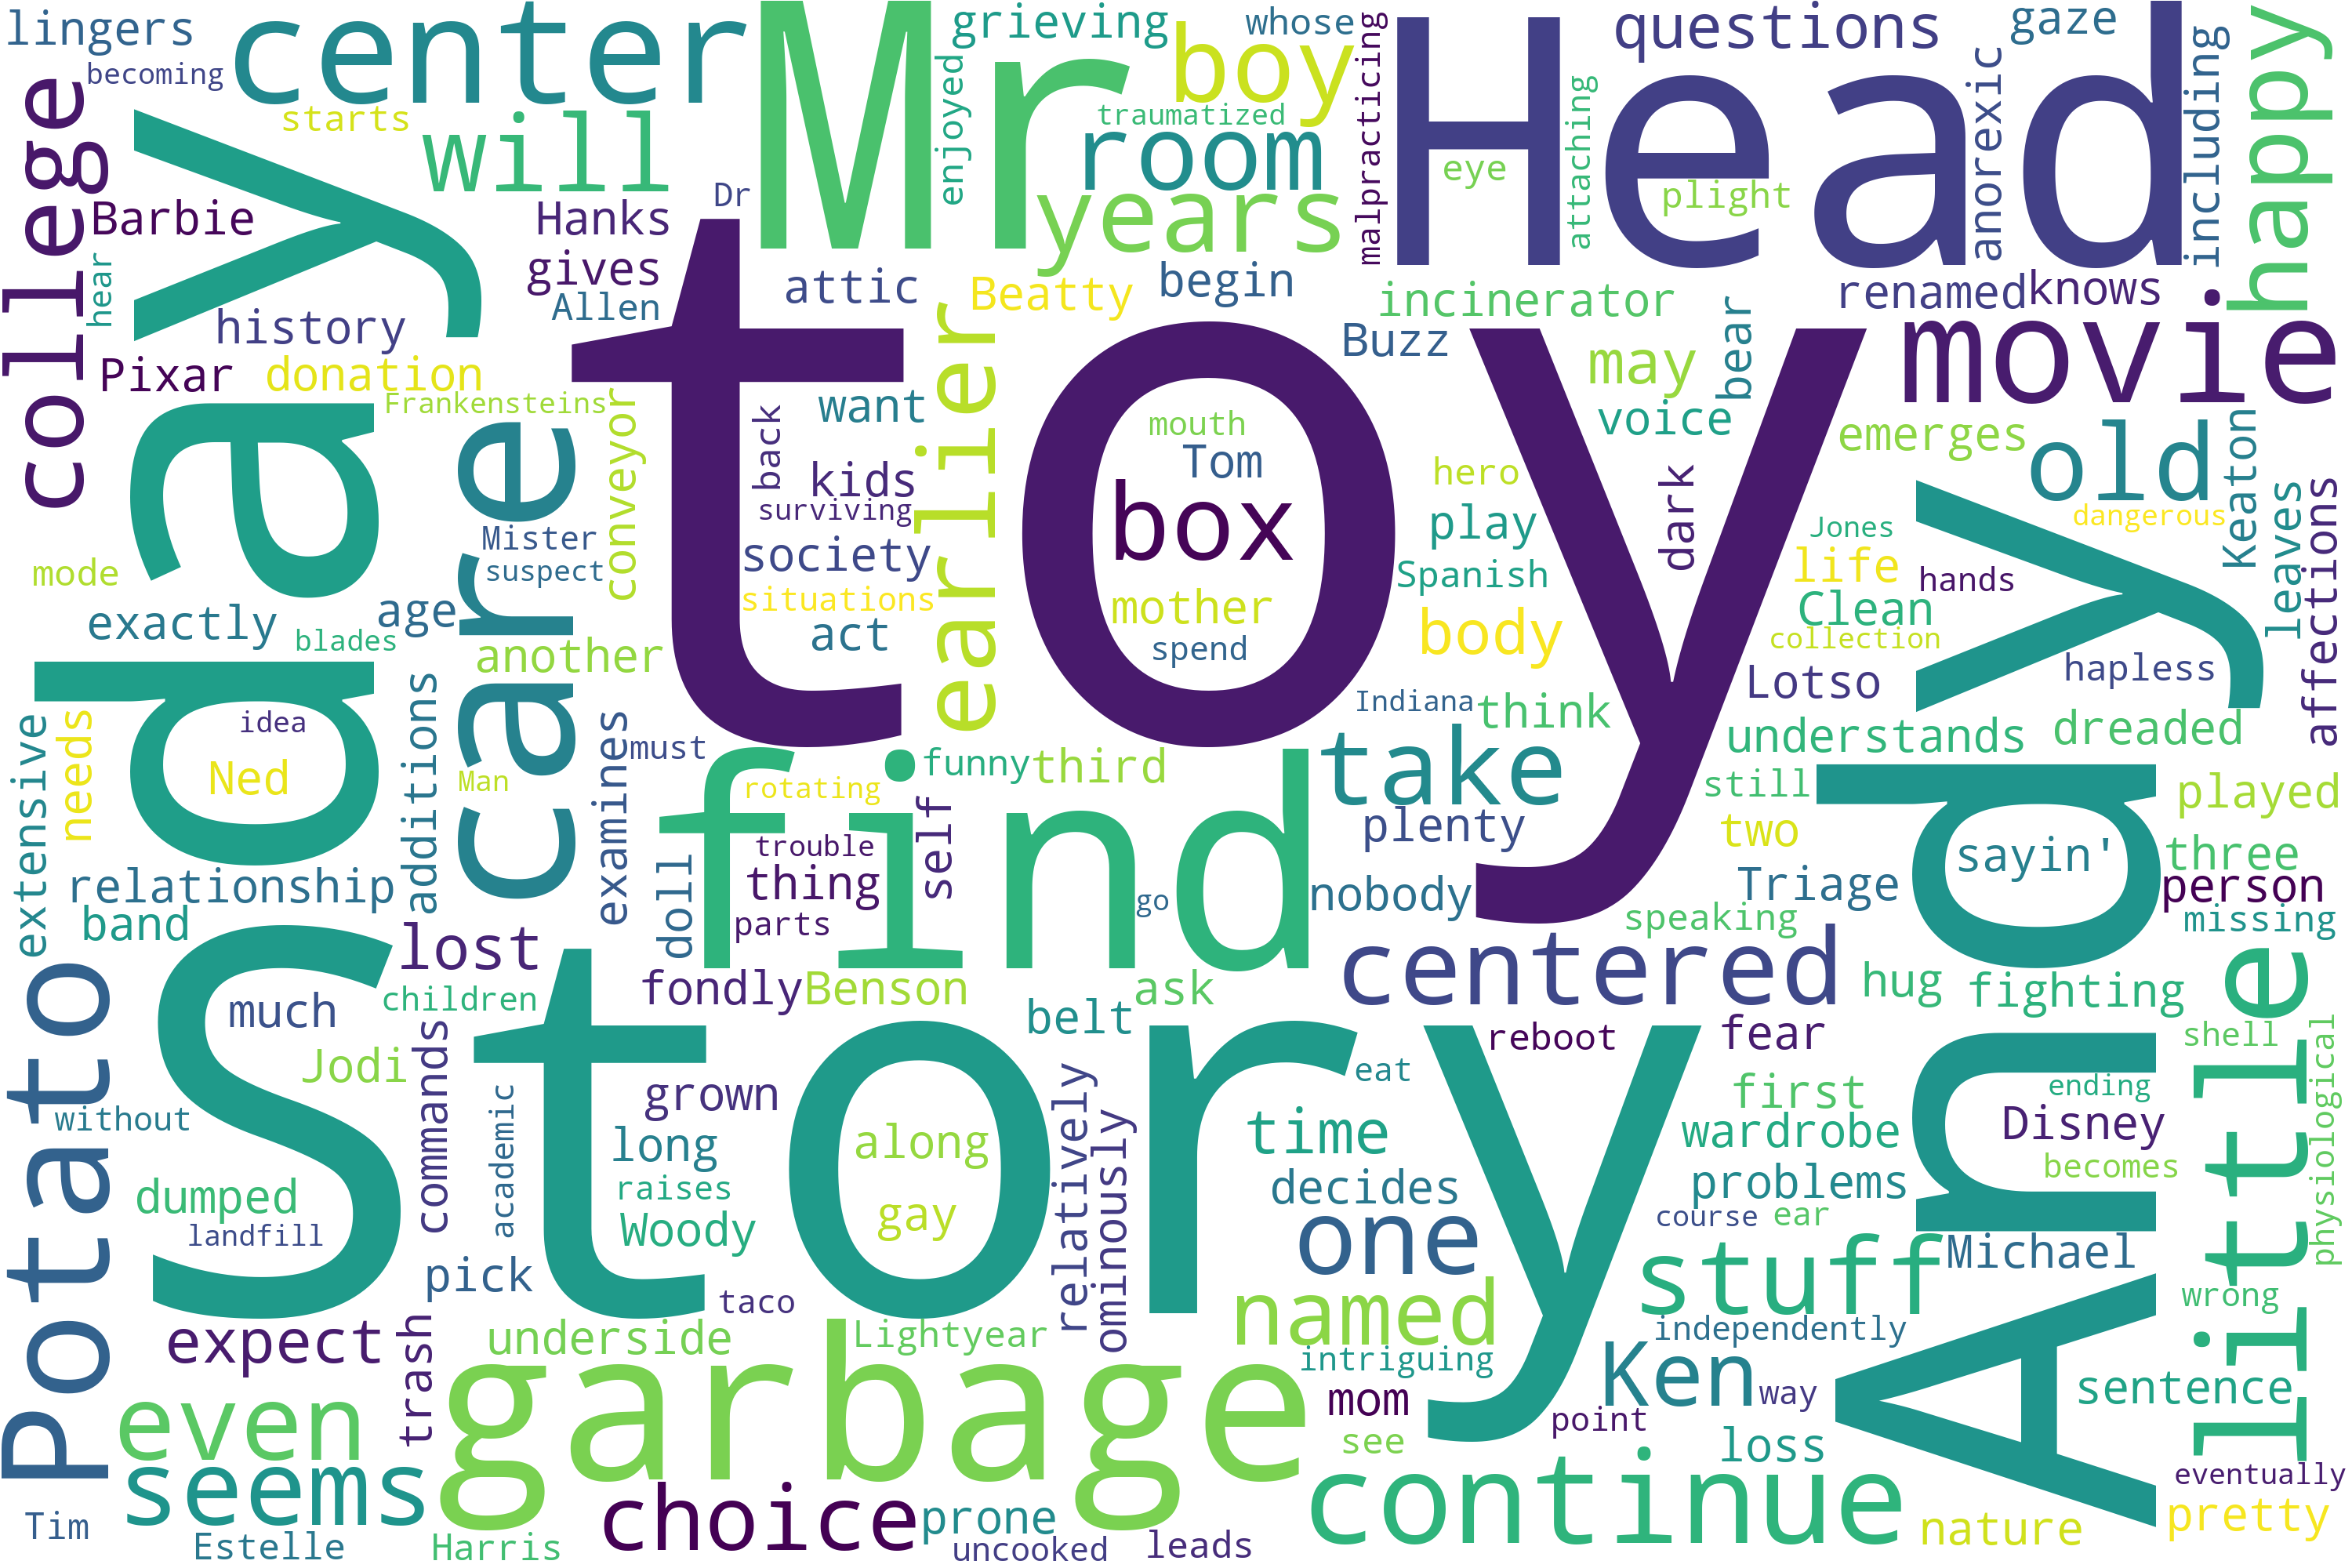 lingers
becoming
center
Mr
grieving
whose
boy
enjoyed
traumatized
malpracticing
Head
questions
gaze
happy
college
starts
will
room
years
eye
attaching
plight
anorexic
including
Barbie
hear
day
Hanks
Dr
gives
Allen
attic
Beatty
begin
incinerator
renamed
knows
history
Pixar
donation
Frankensteins
toy
earlier
Buzz
may
bear
movie
voice
emerges
old
Keaton
want
back
kids
surviving
mouth
Tom
box
hero
play
dark
Jones
dangerous
leaves
affections
conveyor
care
Mister
suspect
society
situations
act
mother
spend
Spanish
body
life
hands
Clean
collection
Andy
mode
exactly
age
blades
another
hapless
Lotso
Indiana
think
understands
dreaded
extensive
needs
idea
Ned
additions
Man
examines
must
find
funny
third
take
still
played
rotating
two
plenty
relationship
doll
trouble
thing
self
parts
go
nobody
Triage
sayin'
three
person
band
speaking
missing
Potato
Story
lost
much
children
fondly
Benson
ask
centered
hug
fighting
little
Jodi
commands
belt
reboot
fear
shell
physiological
without
academic
grown
relatively
ominously
eat
first
ending
long
along
time
wardrobe
Disney
dumped
raises
decides
problems
becomes
landfill
Woody
gay
one
course
ear
pick
taco
stuff
Michael
wrong
expect
trash
underside
garbage
Lightyear
named
independently
intriguing
Ken
way
sentence
even
mom
point
see
loss
seems
choice
continue
eventually
Tim
Estelle
Harris
prone
uncooked
leads
nature
pretty